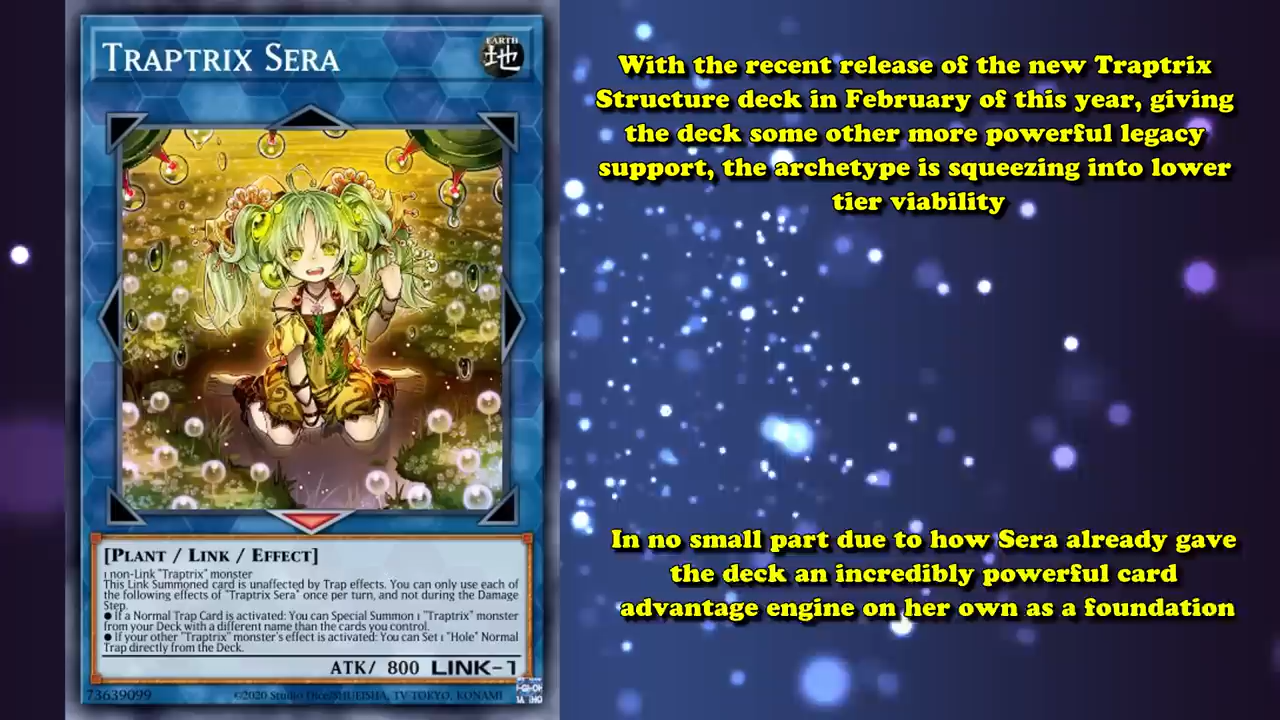 TRAPTRIX SERA
EARTH
地
With the recent release of the new Traptrix
Structure deck in February of this year, giving
the deck some other more powerful legacy
support, the archetype is squeezing into lower
tier viability
[PLANT / LINK / EFFECT]
1 non-Link "Traptrix" monster
This Link Summoned card is unaffected by Trap effects. You can only use each of
the following effects of "Traptrix Sera" once per turn, and not during the Damage
Step.
● If a Normal Trap Card is activated: You can Special Summon 1 "Traptrix" monster
from your Deck with a different name than the cards you control.
● If your other "Traptrix" monster's effect is activated: You can Set 1 "Hole" Normal
Trap directly from the Deck.
ATK/ 800 LINK-1
73639099
©2020 Studio Dice/SHUEISHA, TV TOKYO, KONAMI
In no small part due to how Sera already gave
the deck an incredibly powerful card
advantage engine on her own as a foundation